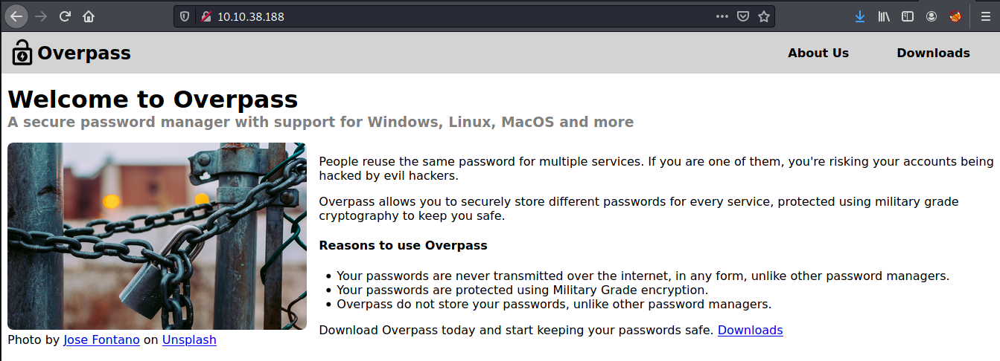 10.10.38.188
Overpass
About Us
Downloads
Welcome to Overpass
A secure password manager with support for Windows, Linux, MacOS and more
People reuse the same password for multiple services. If you are one of them, you're risking your accounts being
hacked by evil hackers.
Overpass allows you to securely store different passwords for every service, protected using military grade
cryptography to keep you safe.
Reasons to use Overpass
• Your passwords are never transmitted over the internet, in any form, unlike other password managers.
• Your passwords are protected using Military Grade encryption.
• Overpass do not store your passwords, unlike other password managers.
Download Overpass today and start keeping your passwords safe. Downloads
Photo by Jose Fontano on Unsplash